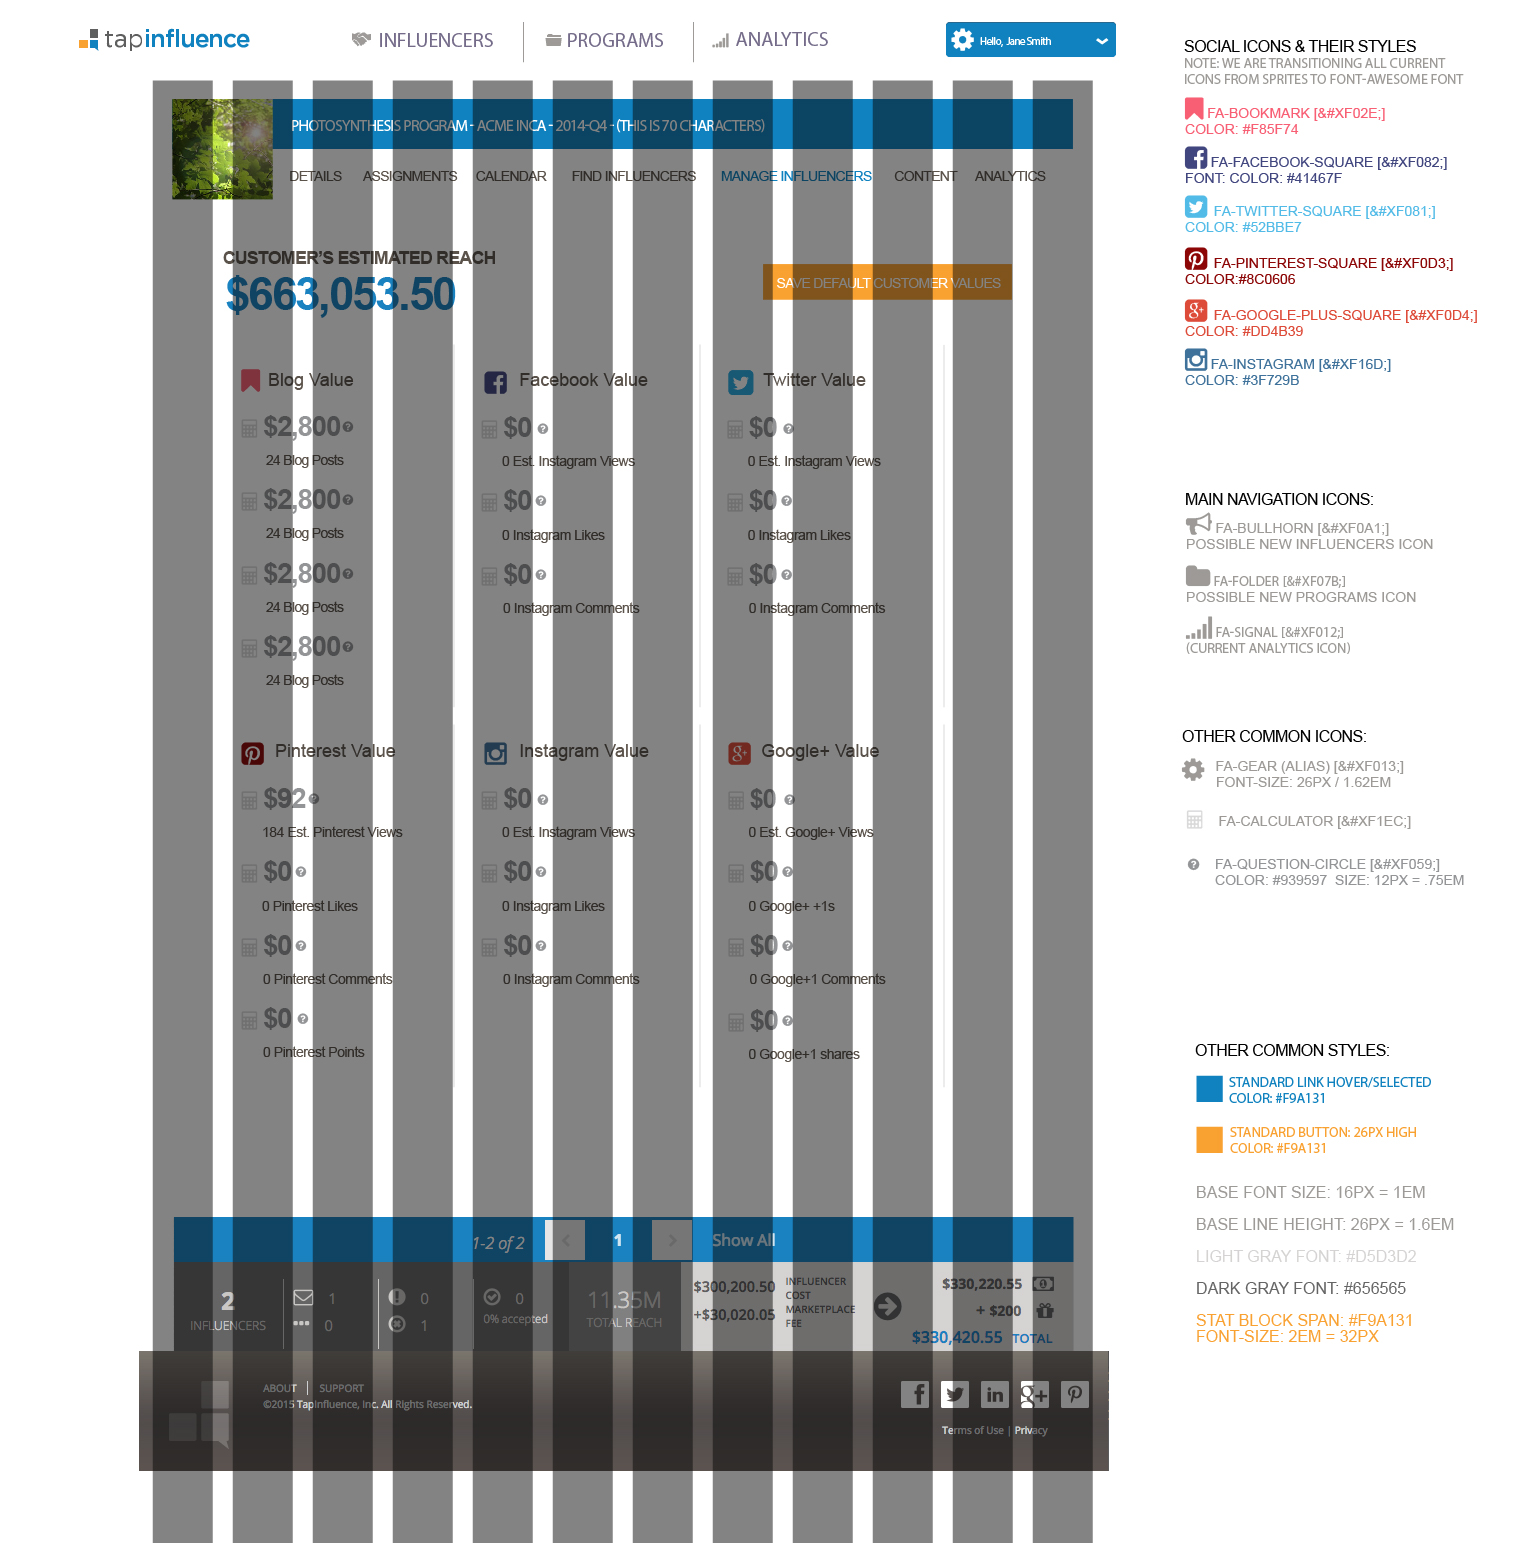 tapinfluence
INFLUENCERS
PROGRAMS
ANALYTICS
Hello, Jane Smith
PHOTOSYNTHESIS PROGRAM - ACME INCA - 2014-Q4 - (THIS IS 70 CHARACTERS)
DETAILS
ASSIGNMENTS
CALENDAR
FIND INFLUENCERS
MANAGE INFLUENCERS
CONTENT
ANALYTICS
CUSTOMER'S ESTIMATED REACH
$663,053.50
SAVE DEFAULT CUSTOMER VALUES
Blog Value
$2,800
24 Blog Posts
$2,800
24 Blog Posts
$2,800
24 Blog Posts
$2,800
24 Blog Posts
Facebook Value
$0
0 Est. Instagram Views
$0
0 Instagram Likes
$0
0 Instagram Comments
Twitter Value
$0
0 Est. Instagram Views
$0
0 Instagram Likes
$0
0 Instagram Comments
Pinterest Value
$92
184 Est. Pinterest Views
$0
0 Pinterest Likes
$0
0 Pinterest Comments
$0
0 Pinterest Points
Instagram Value
$0
0 Est. Instagram Views
$0
0 Instagram Likes
$0
0 Instagram Comments
Google+ Value
$0
0 Est. Google+ Views
$0
0 Google+ +1s
$0
0 Google+1 Comments
$0
0 Google+1 shares
1-2 of 2
1
Show All
2
INFLUENCERS
1
0
0
1
0
0% accepted
11.35M
TOTAL REACH
$300,200.50
INFLUENCER
COST
+$30,020.05
MARKETPLACE
FEE
$330,220.55
+ $200
$330,420.55 TOTAL
ABOUT | SUPPORT
©2015 TapInfluence, Inc. All Rights Reserved.
Terms of Use | Privacy
SOCIAL ICONS & THEIR STYLES
NOTE: WE ARE TRANSITIONING ALL CURRENT
ICONS FROM SPRITES TO FONT-AWESOME FONT
FA-BOOKMARK [&#XF02E;]
COLOR: #F85F74
FA-FACEBOOK-SQUARE [&#XF082;]
FONT: COLOR: #41467F
FA-TWITTER-SQUARE [&#XF081;]
COLOR: #52BBE7
FA-PINTEREST-SQUARE [&#XF0D3;]
COLOR:#8C0606
FA-GOOGLE-PLUS-SQUARE [&#XF0D4;]
COLOR: #DD4B39
FA-INSTAGRAM [&#XF16D;]
COLOR: #3F729B
MAIN NAVIGATION ICONS:
FA-BULLHORN [&#XF0A1;]
POSSIBLE NEW INFLUENCERS ICON
FA-FOLDER [&#XF07B;]
POSSIBLE NEW PROGRAMS ICON
FA-SIGNAL [&#XF012;]
(CURRENT ANALYTICS ICON)
OTHER COMMON ICONS:
FA-GEAR (ALIAS) [&#XF013;]
FONT-SIZE: 26PX / 1.62EM
FA-CALCULATOR [&#XF1EC;]
FA-QUESTION-CIRCLE [&#XF059;]
COLOR: #939597 SIZE: 12PX = .75EM
OTHER COMMON STYLES:
STANDARD LINK HOVER/SELECTED
COLOR: #F9A131
STANDARD BUTTON: 26PX HIGH
COLOR: #F9A131
BASE FONT SIZE: 16PX = 1EM
BASE LINE HEIGHT: 26PX = 1.6EM
LIGHT GRAY FONT: #D5D3D2
DARK GRAY FONT: #656565
STAT BLOCK SPAN: #F9A131
FONT-SIZE: 2EM = 32PX